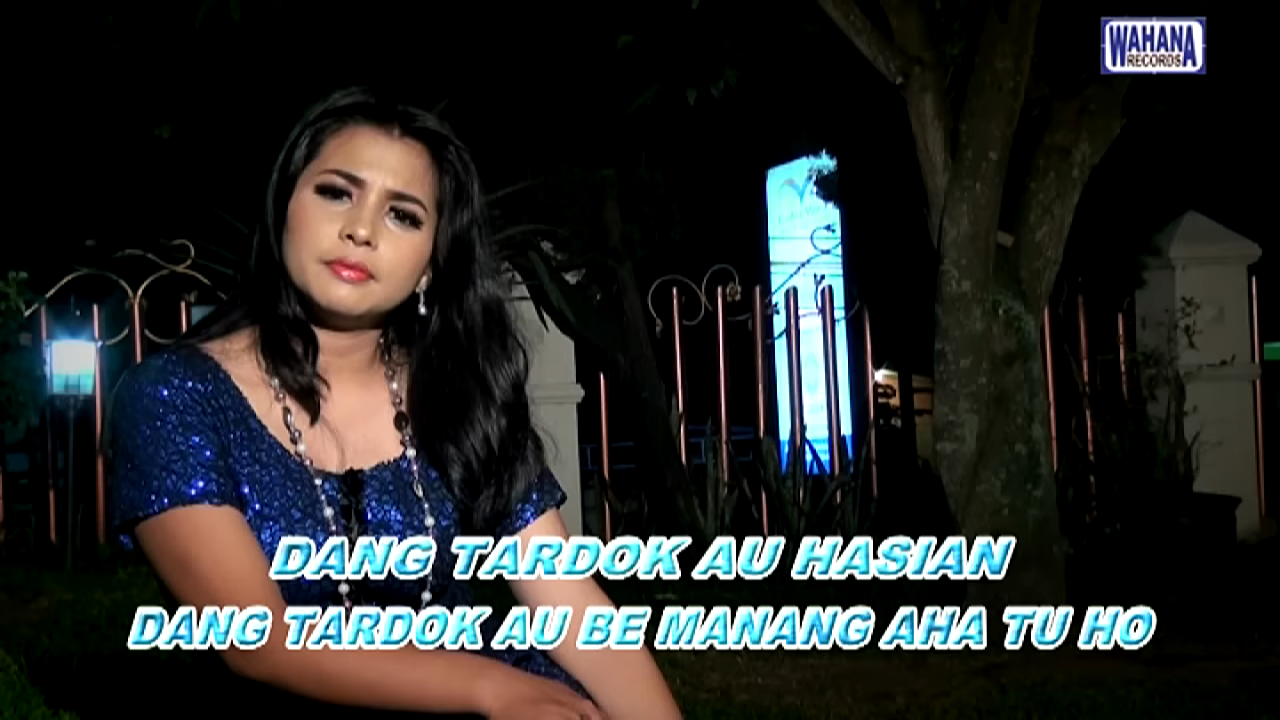 WAHANA
RECORDS
DANG TARDOK AU HASIAN
DANG TARDOK AU BE MANANG AHA TU HO